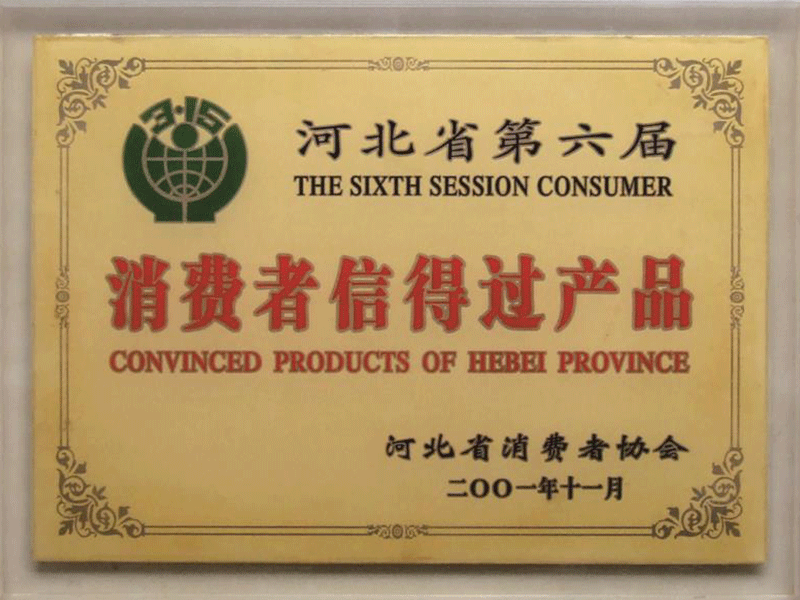 3·15
河北省第六届
THE SIXTH SESSION CONSUMER
消费者信得过产品
CONVINCED PRODUCTS OF HEBEI PROVINCE
河北省消费者协会
二〇〇一年十一月